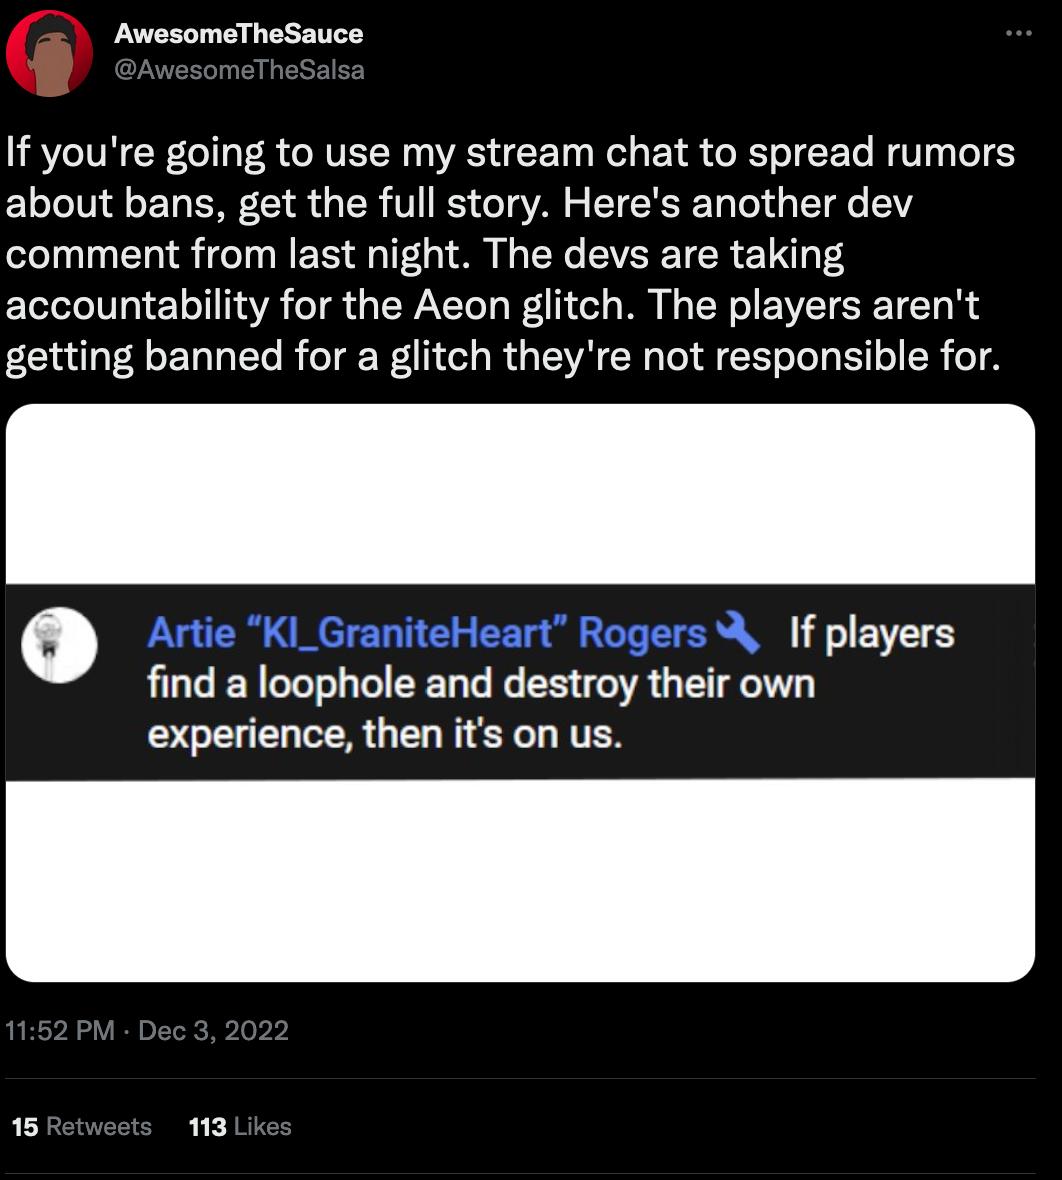 AwesomeTheSauce
@AwesomeTheSalsa
If you're going to use my stream chat to spread rumors
about bans, get the full story. Here's another dev
comment from last night. The devs are taking
accountability for the Aeon glitch. The players aren't
getting banned for a glitch they're not responsible for.
Artie “KI_GraniteHeart” Rogers If players
find a loophole and destroy their own
experience, then it's on us.
11:52 PM · Dec 3, 2022
15 Retweets 113 Likes